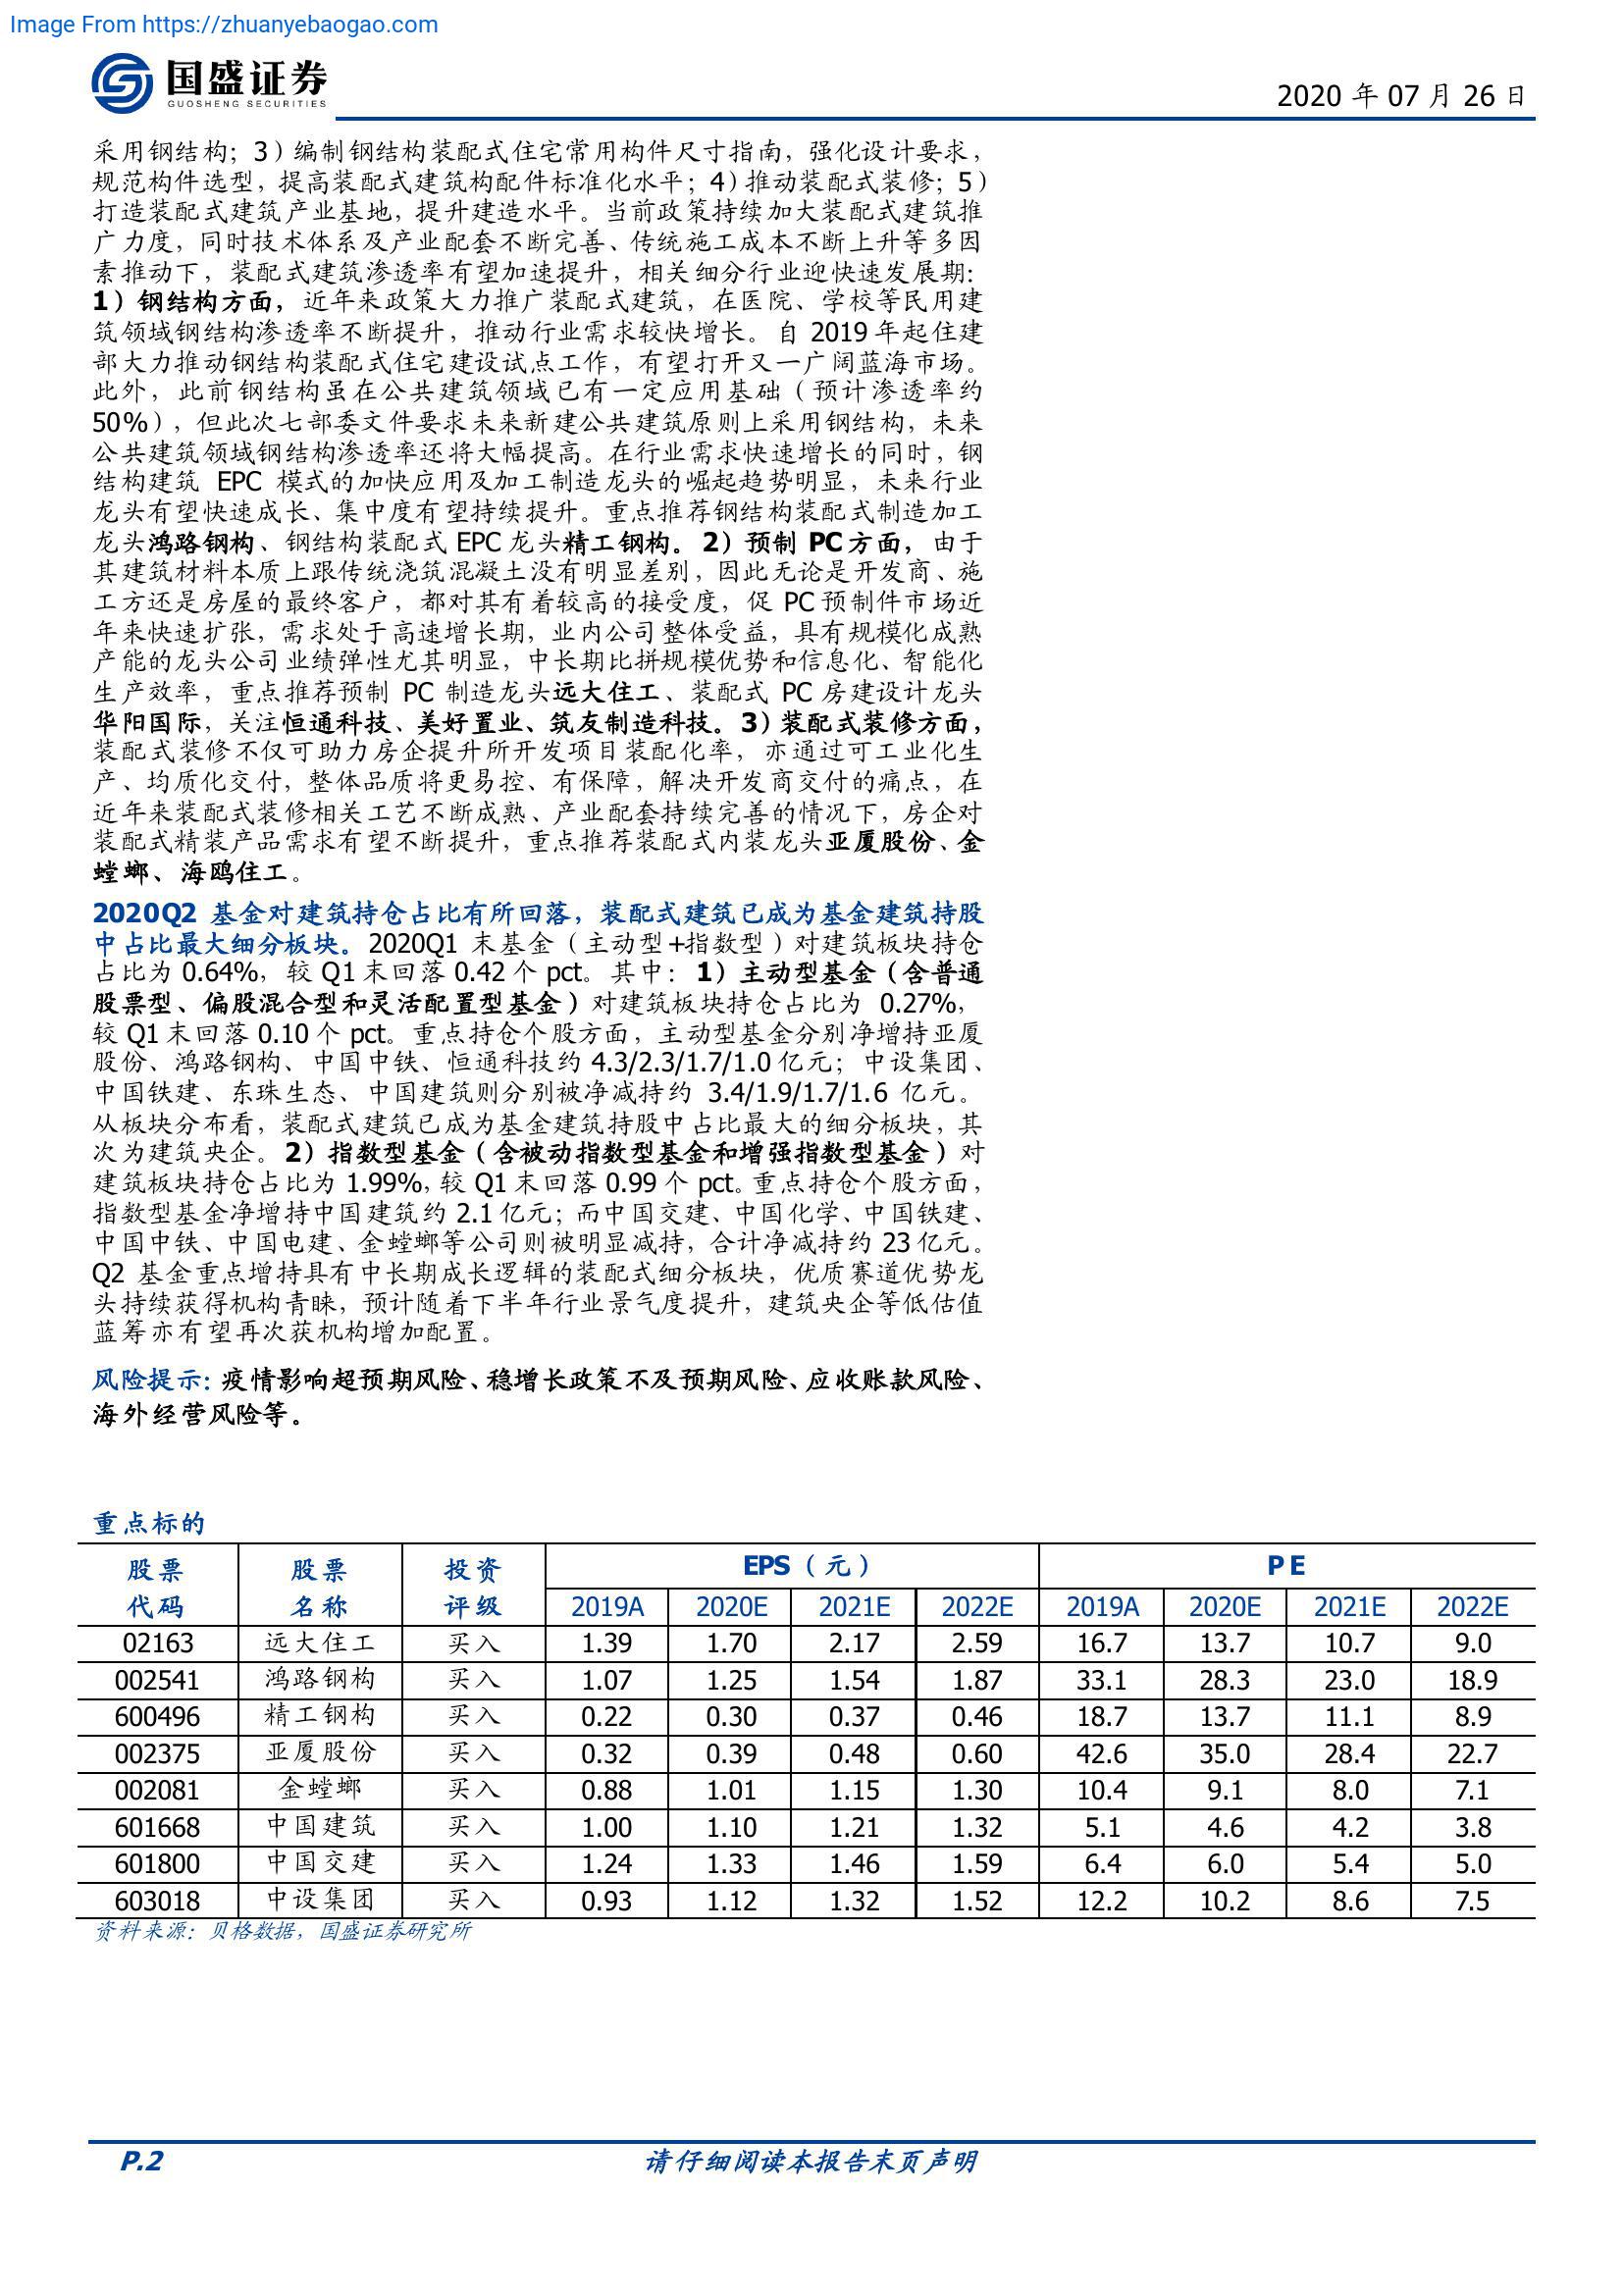 Image From https://zhuanyebaogao.com
国盛证券
GUOSHENG SECURITIES
2020 年 07 月 26 日
采用钢结构；3）编制钢结构装配式住宅常用构件尺寸指南，强化设计要求，
规范构件选型，提高装配式建筑构配件标准化水平；4）推动装配式装修；5）
打造装配式建筑产业基地，提升建造水平。当前政策持续加大装配式建筑推
广力度，同时技术体系及产业配套不断完善、传统施工成本不断上升等多因
素推动下，装配式建筑渗透率有望加速提升，相关细分行业迎快速发展期：
1）钢结构方面，近年来政策大力推广装配式建筑，在医院、学校等民用建
筑领域钢结构渗透率不断提升，推动行业需求较快增长。自 2019 年起住建
部大力推动钢结构装配式住宅建设试点工作，有望打开又一广阔蓝海市场。
此外，此前钢结构虽在公共建筑领域已有一定应用基础（预计渗透率约
50%），但此次七部委文件要求未来新建公共建筑原则上采用钢结构，未来
公共建筑领域钢结构渗透率还将大幅提高。在行业需求快速增长的同时，钢
结构建筑 EPC 模式的加快应用及加工制造龙头的崛起趋势明显，未来行业
龙头有望快速成长、集中度有望持续提升。重点推荐钢结构装配式制造加工
龙头鸿路钢构、钢结构装配式 EPC 龙头精工钢构。2）预制 PC 方面，由于
其建筑材料本质上跟传统浇筑混凝土没有明显差别，因此无论是开发商、施
工方还是房屋的最终客户，都对其有着较高的接受度，促 PC 预制件市场近
年来快速扩张，需求处于高速增长期，业内公司整体受益，具有规模化成熟
产能的龙头公司业绩弹性尤其明显，中长期比拼规模优势和信息化、智能化
生产效率，重点推荐预制 PC 制造龙头远大住工、装配式 PC 房建设计龙头
华阳国际，关注恒通科技、美好置业、筑友制造科技。3）装配式装修方面，
装配式装修不仅可助力房企提升所开发项目装配化率，亦通过可工业化生
产、均质化交付，整体品质将更易控、有保障，解决开发商交付的痛点，在
近年来装配式装修相关工艺不断成熟、产业配套持续完善的情况下，房企对
装配式精装产品需求有望不断提升，重点推荐装配式内装龙头亚厦股份、金
螳螂、海鸥住工。
2020Q2 基金对建筑持仓占比有所回落，装配式建筑已成为基金建筑持股
中占比最大细分板块。2020Q1 末基金（主动型+指数型）对建筑板块持仓
占比为 0.64%，较 Q1 末回落 0.42 个 pct。其中：1）主动型基金（含普通
股票型、偏股混合型和灵活配置型基金）对建筑板块持仓占比为 0.27%，
较 Q1 末回落 0.10 个 pct。重点持仓个股方面，主动型基金分别净增持亚厦
股份、鸿路钢构、中国中铁、恒通科技约 4.3/2.3/1.7/1.0 亿元；中设集团、
中国铁建、东珠生态、中国建筑则分别被净减持约 3.4/1.9/1.7/1.6 亿元。
从板块分布看，装配式建筑已成为基金建筑持股中占比最大的细分板块，其
次为建筑央企。2）指数型基金（含被动指数型基金和增强指数型基金）对
建筑板块持仓占比为 1.99%，较 Q1 末回落 0.99 个 pct。重点持仓个股方面，
指数型基金净增持中国建筑约 2.1 亿元；而中国交建、中国化学、中国铁建、
中国中铁、中国电建、金螳螂等公司则被明显减持，合计净减持约 23 亿元。
Q2 基金重点增持具有中长期成长逻辑的装配式细分板块，优质赛道优势龙
头持续获得机构青睐，预计随着下半年行业景气度提升，建筑央企等低估值
蓝筹亦有望再次获机构增加配置。
风险提示：疫情影响超预期风险、稳增长政策不及预期风险、应收账款风险、
海外经营风险等。
重点标的
股票 股票 投资 EPS（元） P E
代码 名称 评级 2019A 2020E 2021E 2022E 2019A 2020E 2021E 2022E
02163 远大住工 买入 1.39 1.70 2.17 2.59 16.7 13.7 10.7 9.0
002541 鸿路钢构 买入 1.07 1.25 1.54 1.87 33.1 28.3 23.0 18.9
600496 精工钢构 买入 0.22 0.30 0.37 0.46 18.7 13.7 11.1 8.9
002375 亚厦股份 买入 0.32 0.39 0.48 0.60 42.6 35.0 28.4 22.7
002081 金螳螂 买入 0.88 1.01 1.15 1.30 10.4 9.1 8.0 7.1
601668 中国建筑 买入 1.00 1.10 1.21 1.32 5.1 4.6 4.2 3.8
601800 中国交建 买入 1.24 1.33 1.46 1.59 6.4 6.0 5.4 5.0
603018 中设集团 买入 0.93 1.12 1.32 1.52 12.2 10.2 8.6 7.5
资料来源：贝格数据，国盛证券研究所
P.2 请仔细阅读本报告末页声明